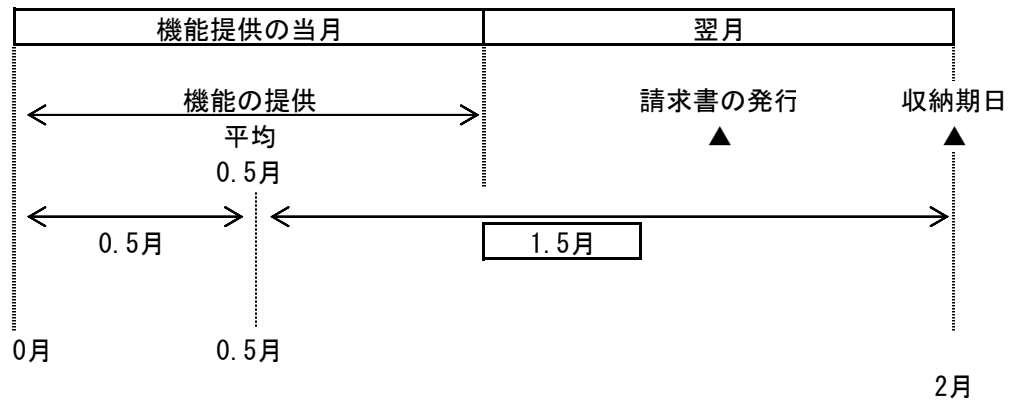 機能提供の当月 翌月
機能の提供 請求書の発行 収納期日
平均 ▲ ▲
0.5月
0.5月 1.5月
0月 0.5月
2月